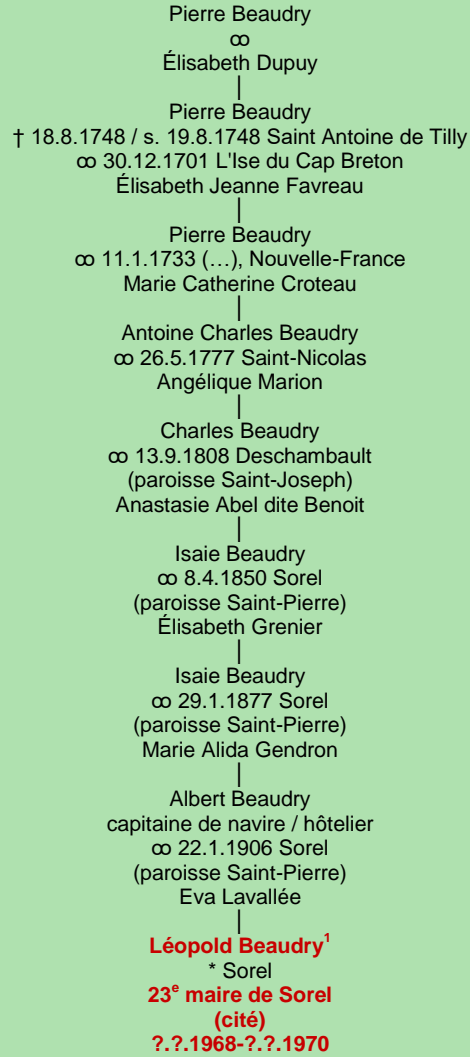 Pierre Beaudry
∞
Élisabeth Dupuy
|
Pierre Beaudry
† 18.8.1748 / s. 19.8.1748 Saint Antoine de Tilly
∞ 30.12.1701 L'Ise du Cap Breton
Élisabeth Jeanne Favreau
|
Pierre Beaudry
∞ 11.1.1733 (…), Nouvelle-France
Marie Catherine Croteau
|
Antoine Charles Beaudry
∞ 26.5.1777 Saint-Nicolas
Angélique Marion
|
Charles Beaudry
∞ 13.9.1808 Deschambault
(paroisse Saint-Joseph)
Anastasie Abel dite Benoit
|
Isaie Beaudry
∞ 8.4.1850 Sorel
(paroisse Saint-Pierre)
Élisabeth Grenier
|
Isaie Beaudry
∞ 29.1.1877 Sorel
(paroisse Saint-Pierre)
Marie Alida Gendron
|
Albert Beaudry
capitaine de navire / hôtelier
∞ 22.1.1906 Sorel
(paroisse Saint-Pierre)
Eva Lavallée
|
Léopold Beaudry¹
* Sorel
23e maire de Sorel
(cité)
?.?.1968-?.?.1970